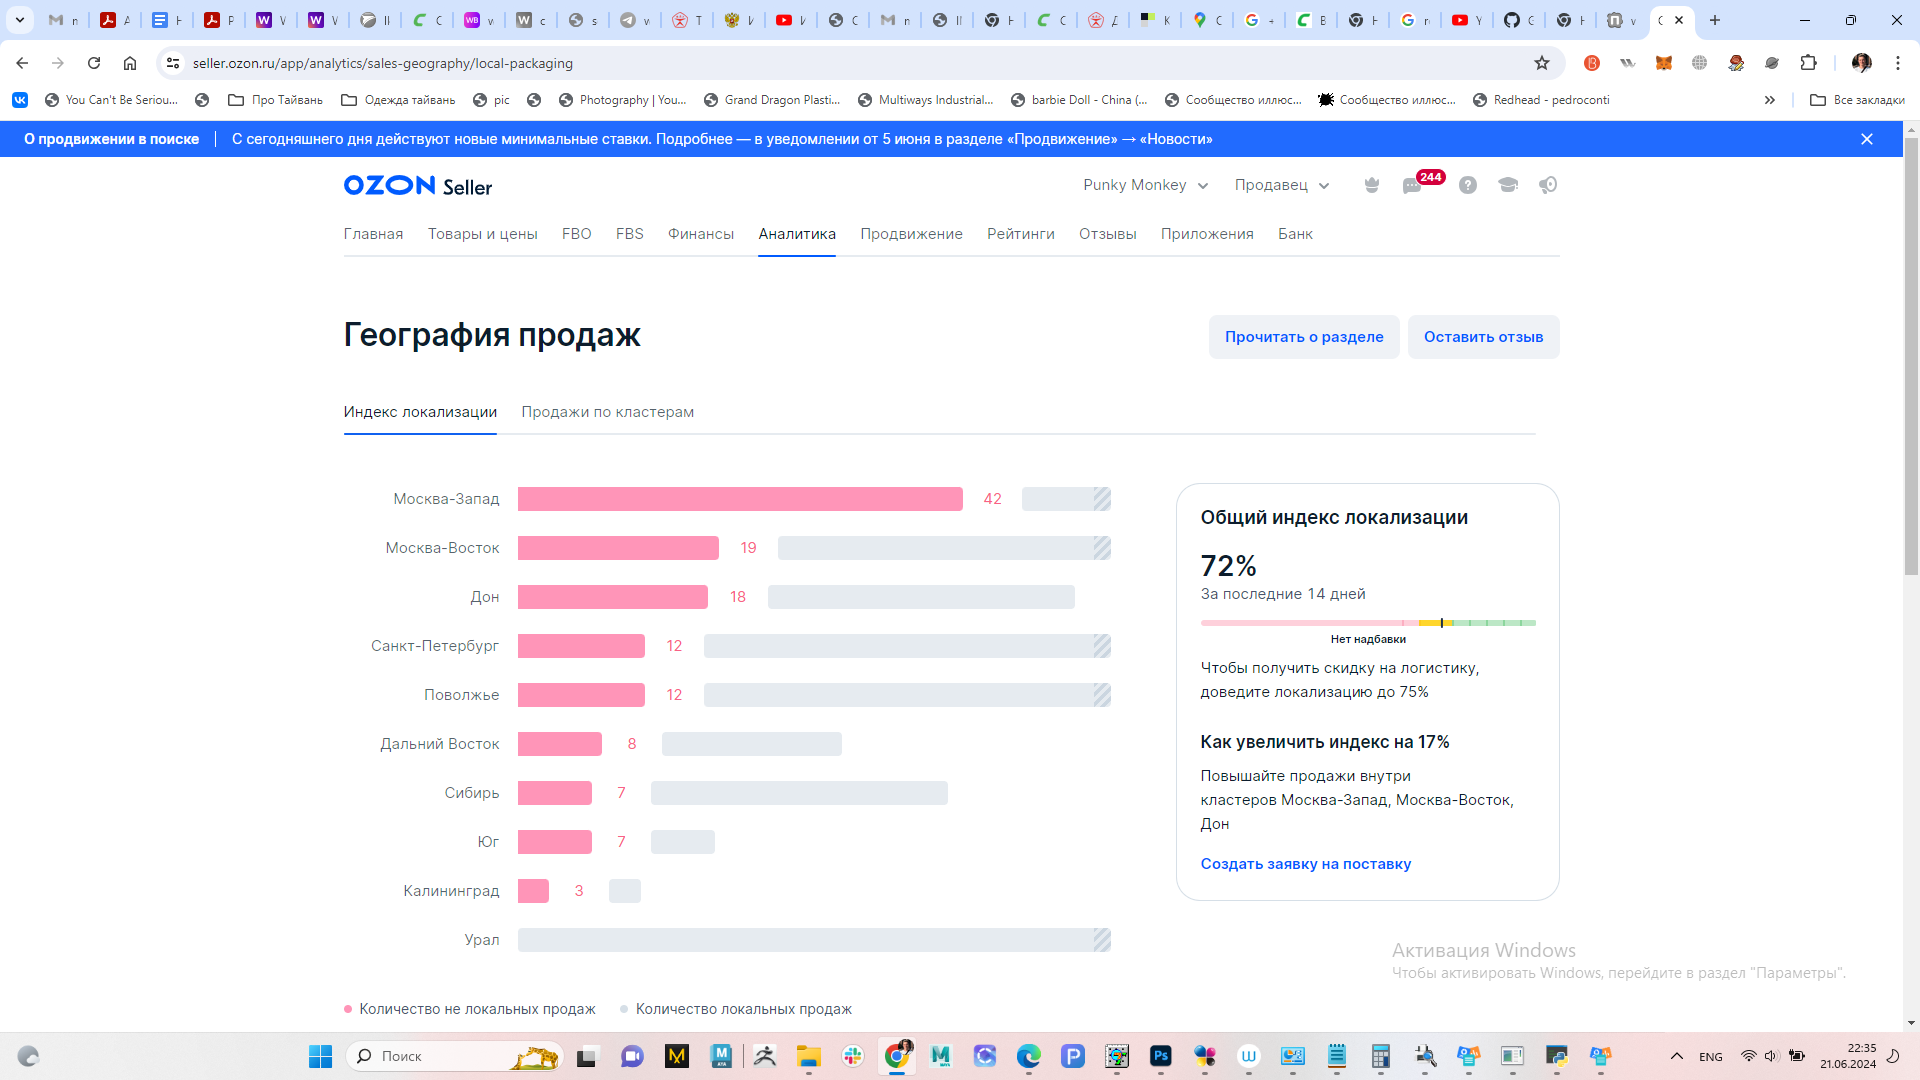 seller.ozon.ru/app/analytics/sales-geography/local-packaging
You Can't Be Seriou...
Про Тайвань
Одежда тайвань
pic
Photography | You...
Grand Dragon Plasti...
Multiways Industrial...
barbie Doll - China (...
Сообщество иллюс...
Сообщество иллюс...
Redhead - pedroconti
»
Все закладки
О продвижении в поиске
С сегодняшнего дня действуют новые минимальные ставки. Подробнее — в уведомлении от 5 июня в разделе «Продвижение» → «Новости»
OZON Seller
Punky Monkey
Продавец
244
Главная
Товары и цены
FBO
FBS
Финансы
Аналитика
Продвижение
Рейтинги
Отзывы
Приложения
Банк
География продаж
Прочитать о разделе
Оставить отзыв
Индекс локализации
Продажи по кластерам
Москва-Запад 42
Москва-Восток 19
Дон 18
Санкт-Петербург 12
Поволжье 12
Дальний Восток 8
Сибирь 7
Юг 7
Калининград 3
Урал
Количество не локальных продаж
Количество локальных продаж
Общий индекс локализации
72%
За последние 14 дней
Нет надбавки
Чтобы получить скидку на логистику,
доведите локализацию до 75%
Как увеличить индекс на 17%
Повышайте продажи внутри
кластеров Москва-Запад, Москва-Восток,
Дон
Создать заявку на поставку
Активация Windows
Чтобы активировать Windows, перейдите в раздел "Параметры".
Поиск
ENG
22:35
21.06.2024